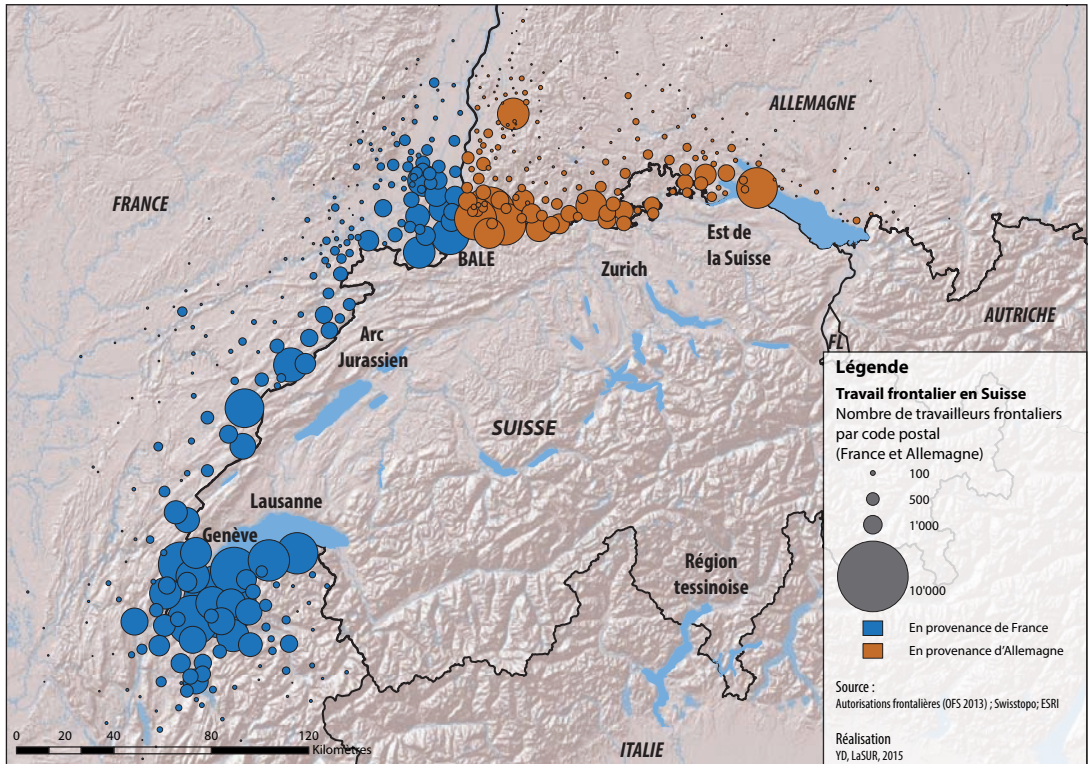 ALLEMAGNE
FRANCE
BALE
Est de
la Suisse
Zurich
AUTRICHE
Arc
Jurassien
FL
SUISSE
Lausanne
Genève
Région
tessinoise
ITALIE
0 20 40 80 120
Kilomètres
Légende
Travail frontalier en Suisse
Nombre de travailleurs frontaliers
par code postal
(France et Allemagne)
100
500
1'000
10'000
En provenance de France
En provenance d'Allemagne
Source :
Autorisations frontalières (OFS 2013) ; Swisstopo; ESRI
Réalisation
YD, LaSUR, 2015